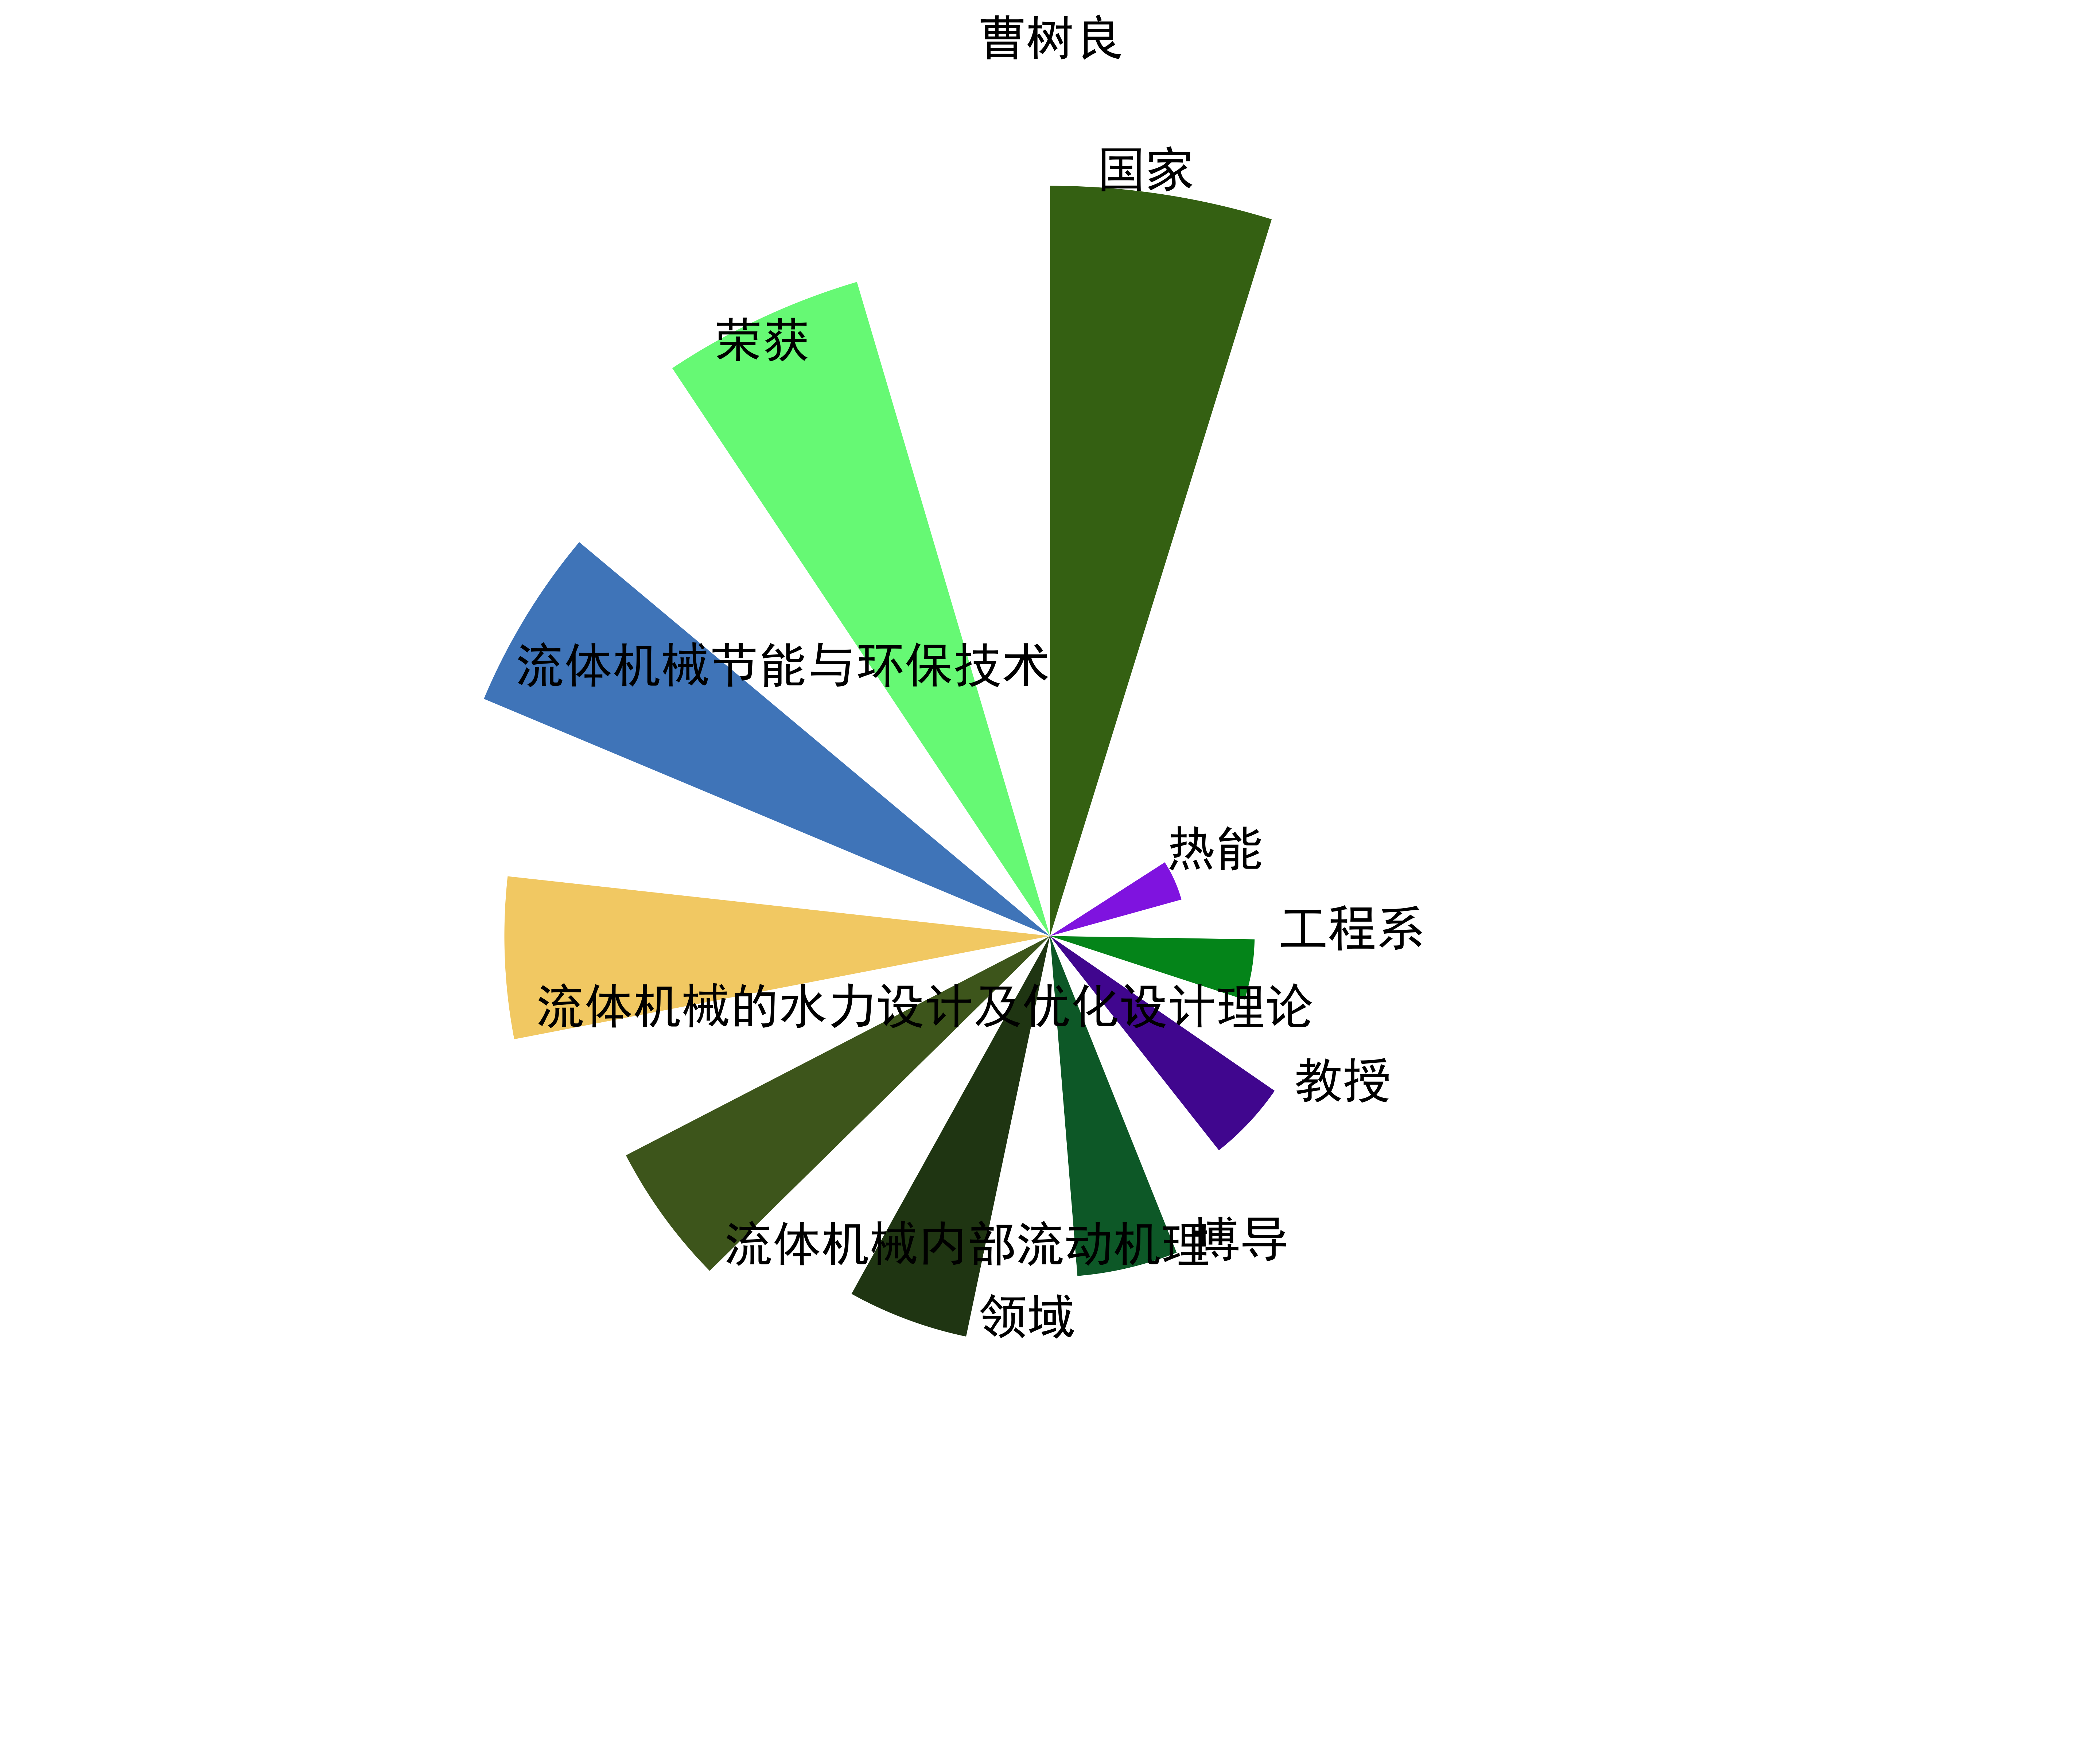 曹树良
国家
荣获
流体机械节能与环保技术
热能
工程系
流体机械的水力设计及优化设计理论
教授
流体机械内部流动机理
博导
领域